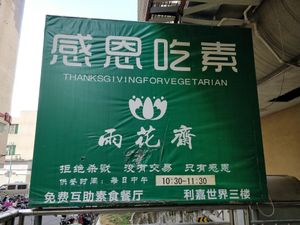 感恩吃素
THANKSGIVINGFORVEGETARIAN
雨花齋
拒绝杀戮 没有交易 只有感恩
供餐时间：每日中午 10:30-11:30
免费互助素食餐厅 利嘉世界三楼